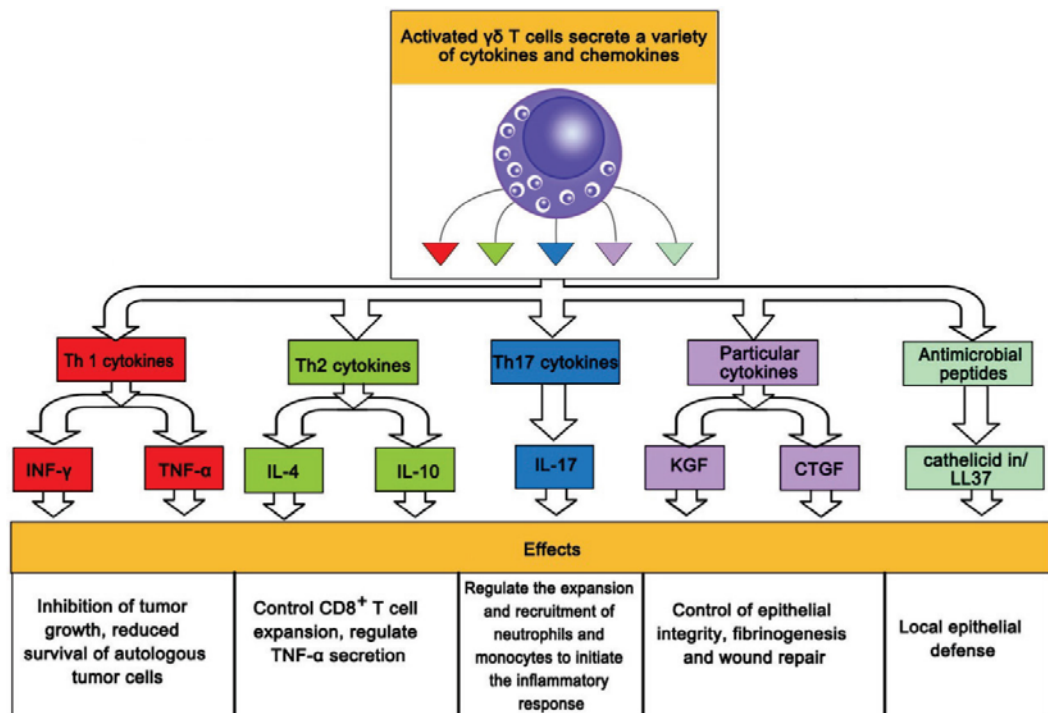 Activated γδ T cells secrete a variety
of cytokines and chemokines
Th 1 cytokines
Th2 cytokines
Th17 cytokines
Particular
cytokines
Antimicrobial
peptides
INF-γ
TNF-α
IL-4
IL-10
IL-17
KGF
CTGF
cathelicid in/
LL37
Effects
Inhibition of tumor
growth, reduced
survival of autologous
tumor cells
Control CD8+ T cell
expansion, regulate
TNF-α secretion
Regulate the expansion
and recruitment of
neutrophils and
monocytes to initiate
the inflammatory
response
Control of epithelial
integrity, fibrinogenesis
and wound repair
Local epithelial
defense